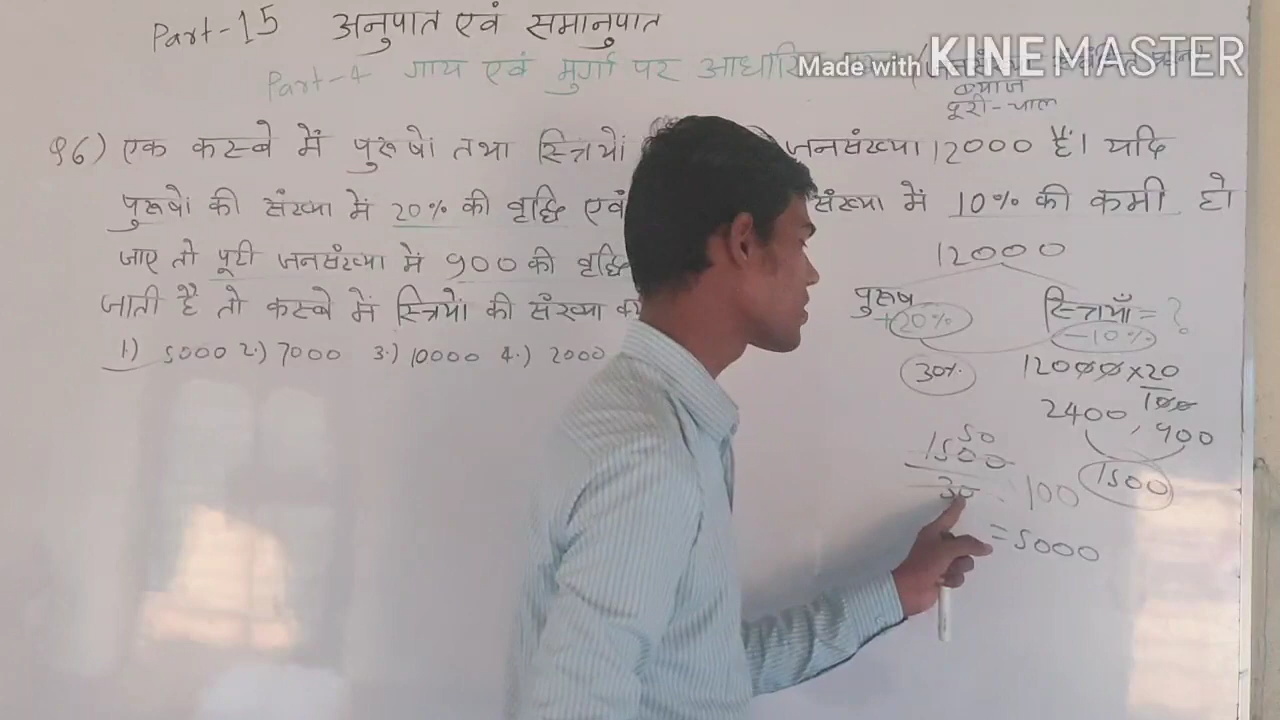 Part-15 अनुपात एवं समानुपात
Part-4 गाय एवं मुर्गा पर
Made with KINEMASTER
ब्याज
दूरी-चाल
96) एक कस्बे में पुरूषों तथा स्त्रियों जनसंख्या 12000 है। यदि
पुरूषों की संख्या में 20% की वृद्धि एवं संख्या में 10% की कमी हो
जाए तो पूरी जनसंख्या में 900 की वृद्धि
जाती है तो कस्बे में स्त्रियों की संख्या
1) 5000 2.) 7000 3.) 10000 4.) 2000
12000
पुरूष स्त्रियाँ = ?
+20% -10%
30% 12000 x 20
100
2400, 900
50
1500 1500
30 100
= 5000